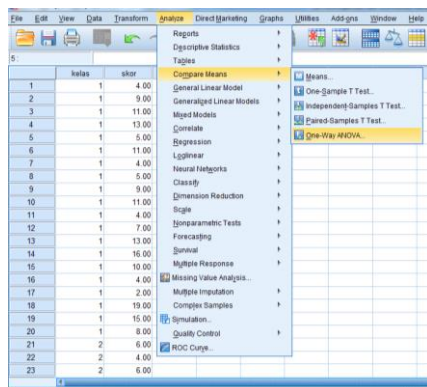 File Edit View Data Transform Analyze Direct Marketing Graphs Utilities Add-ons Window Help
5 :
kelas skor
1 1 4.00
2 1 9.00
3 1 11.00
4 1 13.00
5 1 5.00
6 1 11.00
7 1 4.00
8 1 5.00
9 1 9.00
10 1 11.00
11 1 4.00
12 1 7.00
13 1 13.00
14 1 16.00
15 1 10.00
16 1 4.00
17 1 2.00
18 1 19.00
19 1 15.00
20 1 8.00
21 2 6.00
22 2 4.00
23 2 6.00
Reports
Descriptive Statistics
Tables
Compare Means
General Linear Model
Generalized Linear Models
Mixed Models
Correlate
Regression
Loglinear
Neural Networks
Classify
Dimension Reduction
Scale
Nonparametric Tests
Forecasting
Survival
Multiple Response
Missing Value Analysis...
Multiple Imputation
Complex Samples
Simulation...
Quality Control
ROC Curve...
Means...
One-Sample T Test...
Independent-Samples T Test...
Paired-Samples T Test...
One-Way ANOVA...